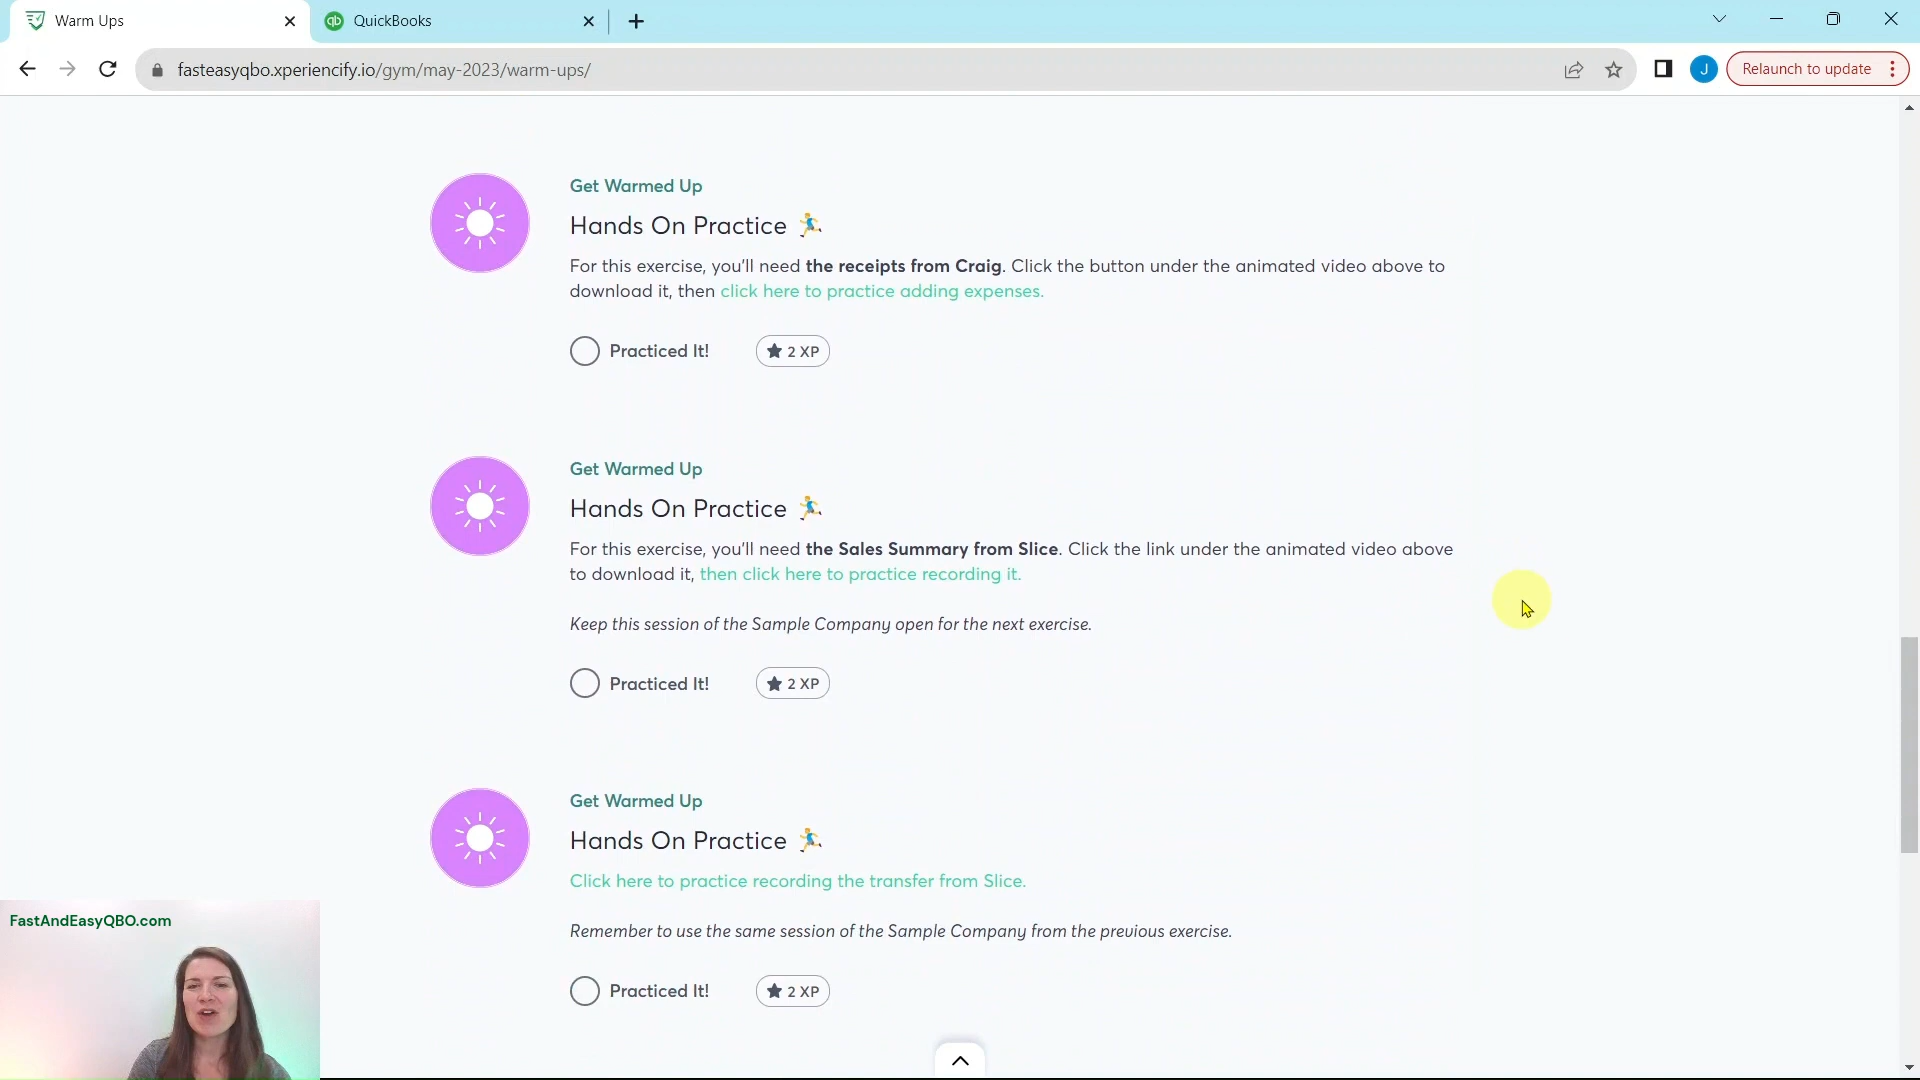 Warm Ups
QuickBooks
fasteasyqbo.xperiencify.io/gym/may-2023/warm-ups/
J
Relaunch to update
Get Warmed Up
Hands On Practice 🏃‍♂️
For this exercise, you'll need the receipts from Craig. Click the button under the animated video above to
download it, then click here to practice adding expenses.
Practiced It!
2 XP
Get Warmed Up
Hands On Practice 🏃‍♂️
For this exercise, you'll need the Sales Summary from Slice. Click the link under the animated video above
to download it, then click here to practice recording it.
Keep this session of the Sample Company open for the next exercise.
Practiced It!
2 XP
Get Warmed Up
Hands On Practice 🏃‍♂️
Click here to practice recording the transfer from Slice.
Remember to use the same session of the Sample Company from the previous exercise.
Practiced It!
2 XP
FastAndEasyQBO.com